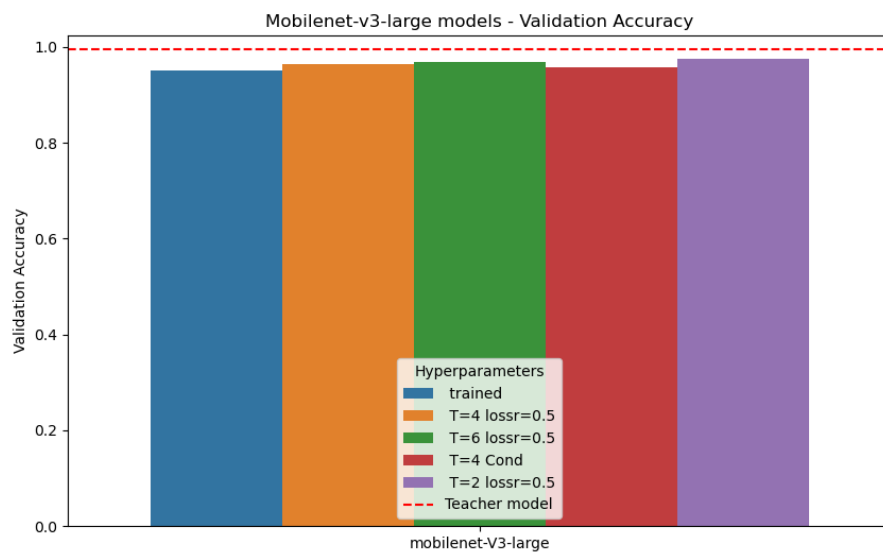 Mobilenet-v3-large models - Validation Accuracy
Validation Accuracy
1.0
0.8
0.6
0.4
0.2
0.0
Hyperparameters
trained
T=4 lossr=0.5
T=6 lossr=0.5
T=4 Cond
T=2 lossr=0.5
Teacher model
mobilenet-V3-large